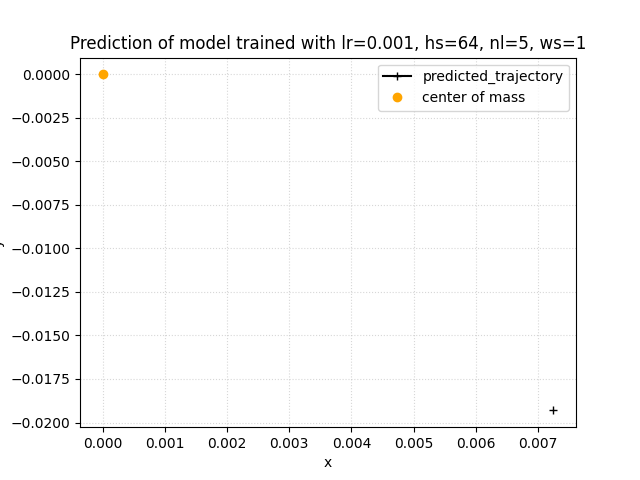 Prediction of model trained with lr=0.001, hs=64, nl=5, ws=1
0.0000
−0.0025
−0.0050
−0.0075
−0.0100
−0.0125
−0.0150
−0.0175
−0.0200
predicted_trajectory
center of mass
0.000 0.001 0.002 0.003 0.004 0.005 0.006 0.007
x